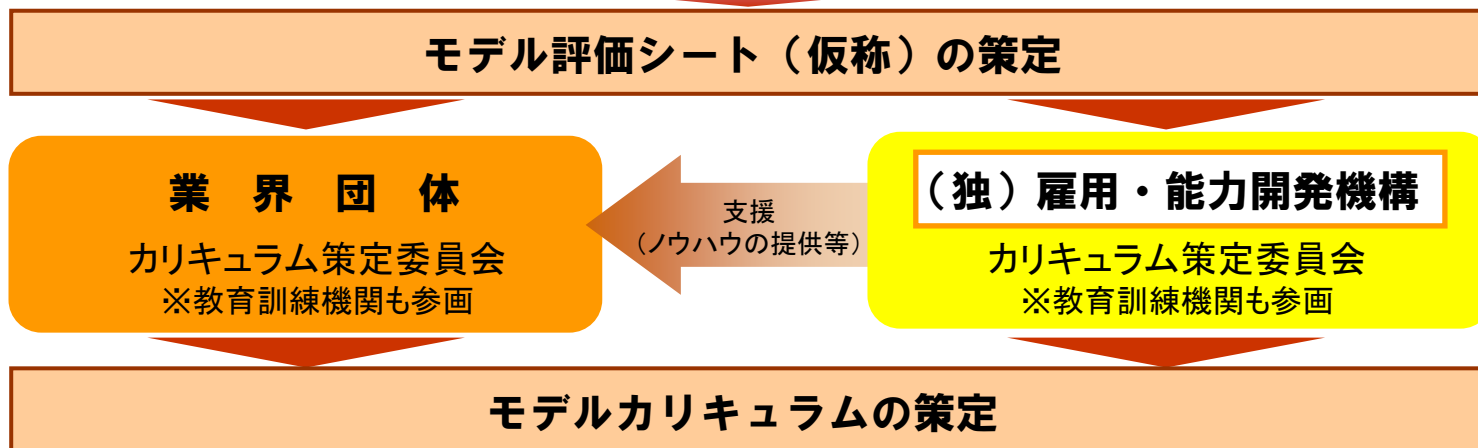 モデル評価シート（仮称）の策定
業界団体
カリキュラム策定委員会
※教育訓練機関も参画
支援
（ノウハウの提供等）
（独）雇用・能力開発機構
カリキュラム策定委員会
※教育訓練機関も参画
モデルカリキュラムの策定